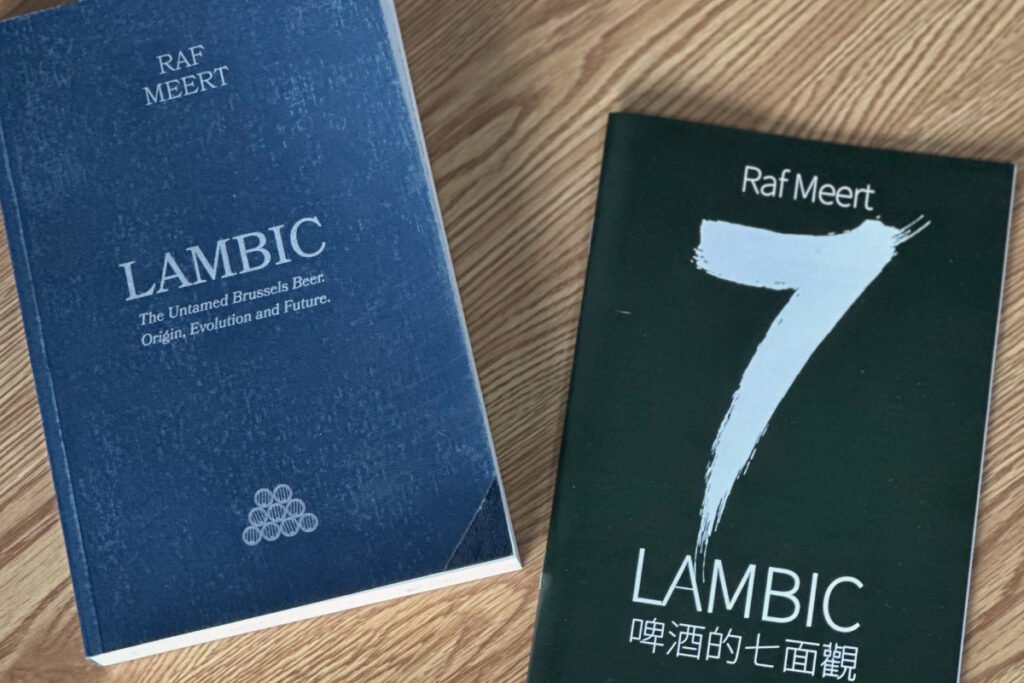 RAF
MEERT
LAMBIC
The Untamed Brussels Beer.
Origin, Evolution and Future.
Raf Meert
7
LAMBIC
啤酒的七面觀